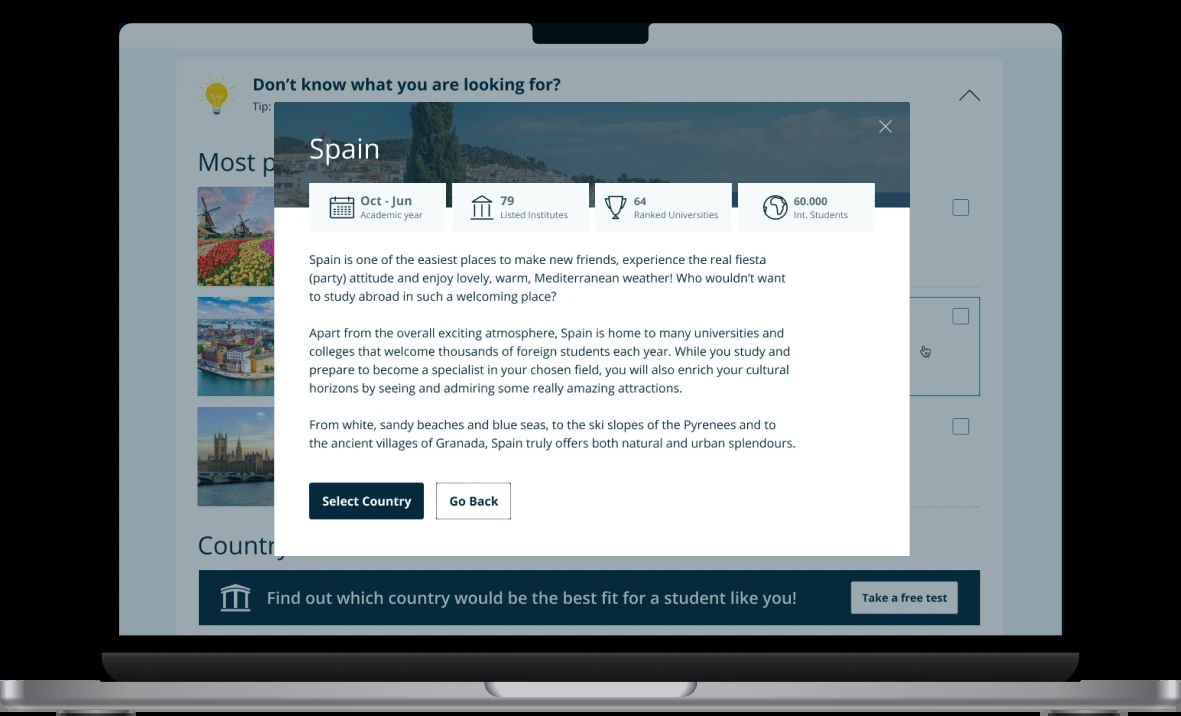 Don't know what you are looking for?
Tip:
Most p
Spain
Oct - Jun
Academic year
79
Listed Institutes
64
Ranked Universities
60.000
Int. Students
Spain is one of the easiest places to make new friends, experience the real fiesta
(party) attitude and enjoy lovely, warm, Mediterranean weather! Who wouldn't want
to study abroad in such a welcoming place?
Apart from the overall exciting atmosphere, Spain is home to many universities and
colleges that welcome thousands of foreign students each year. While you study and
prepare to become a specialist in your chosen field, you will also enrich your cultural
horizons by seeing and admiring some really amazing attractions.
From white, sandy beaches and blue seas, to the ski slopes of the Pyrenees and to
the ancient villages of Granada, Spain truly offers both natural and urban splendours.
Select Country
Go Back
Country
Find out which country would be the best fit for a student like you!
Take a free test